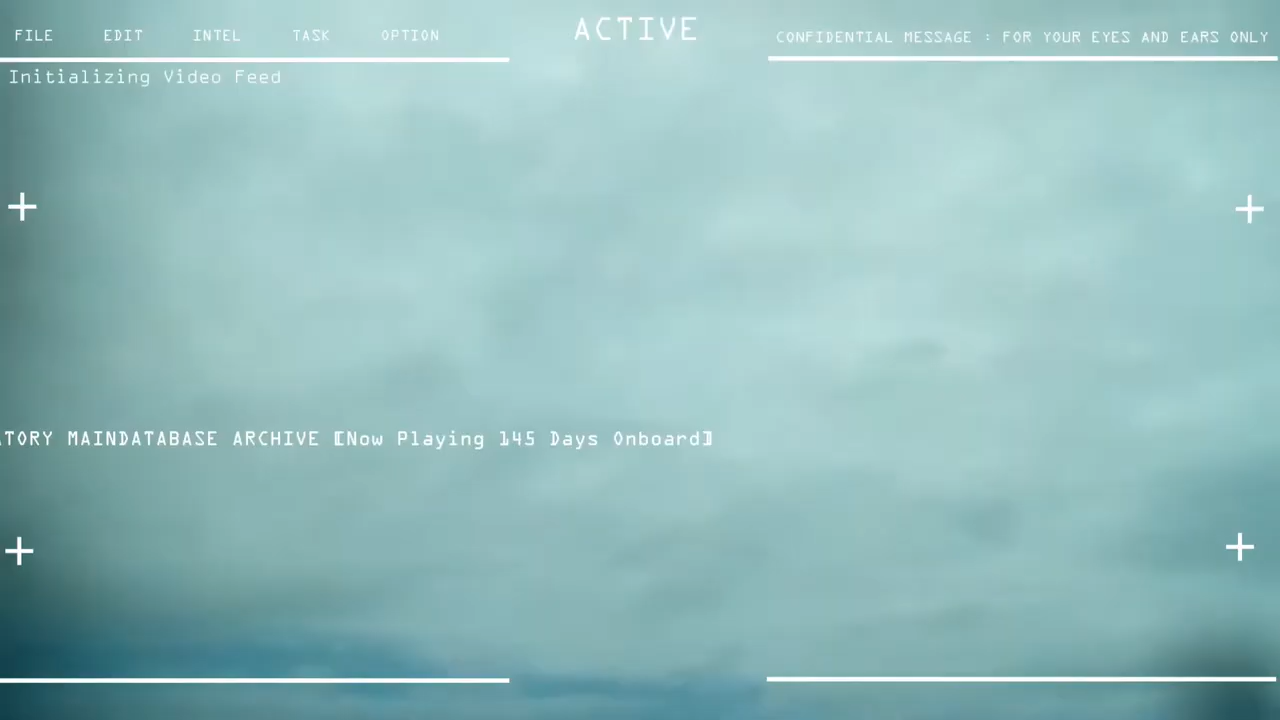 FILE EDIT INTEL TASK OPTION
ACTIVE
CONFIDENTIAL MESSAGE : FOR YOUR EYES AND EARS ONLY
Initializing Video Feed
ATORY MAINDATABASE ARCHIVE [Now Playing 145 Days Onboard]